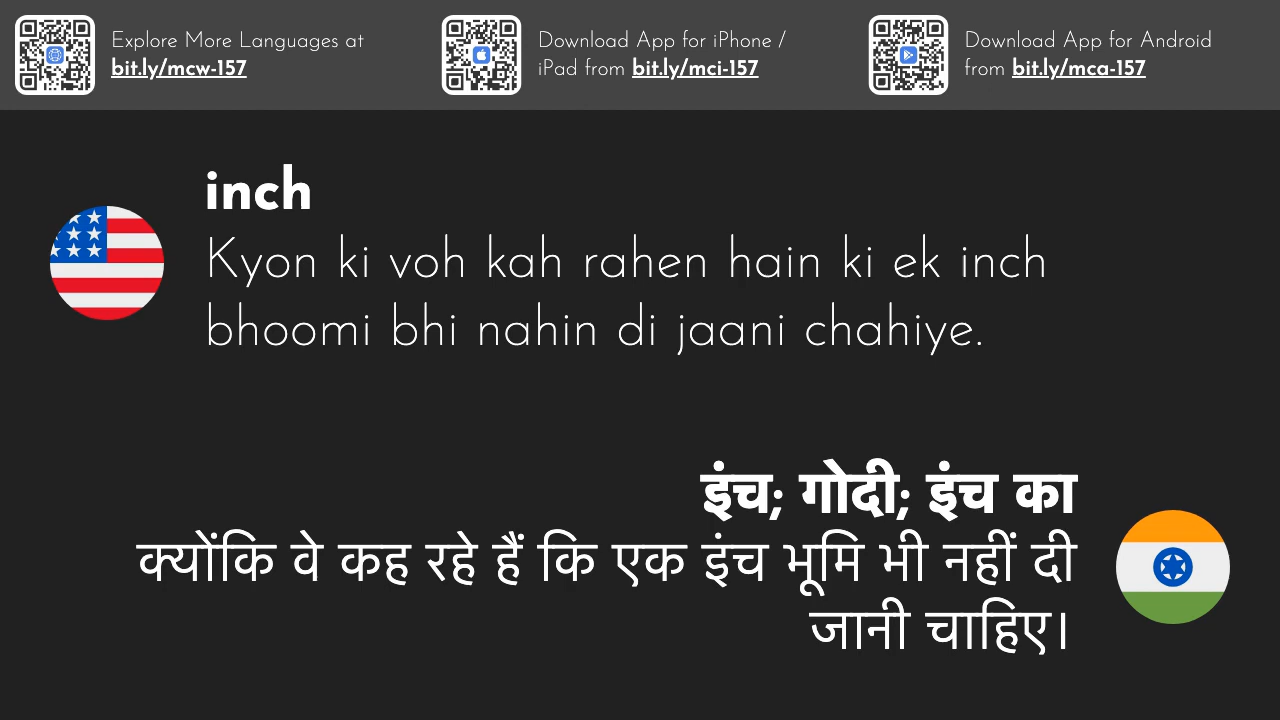 Explore More Languages at
bit.ly/mcw-157
Download App for iPhone /
iPad from bit.ly/mci-157
Download App for Android
from bit.ly/mca-157
inch
Kyon ki voh kah rahen hain ki ek inch
bhoomi bhi nahin di jaani chahiye.
इंच; गोदी; इंच का
क्योंकि वे कह रहे हैं कि एक इंच भूमि भी नहीं दी
जानी चाहिए।